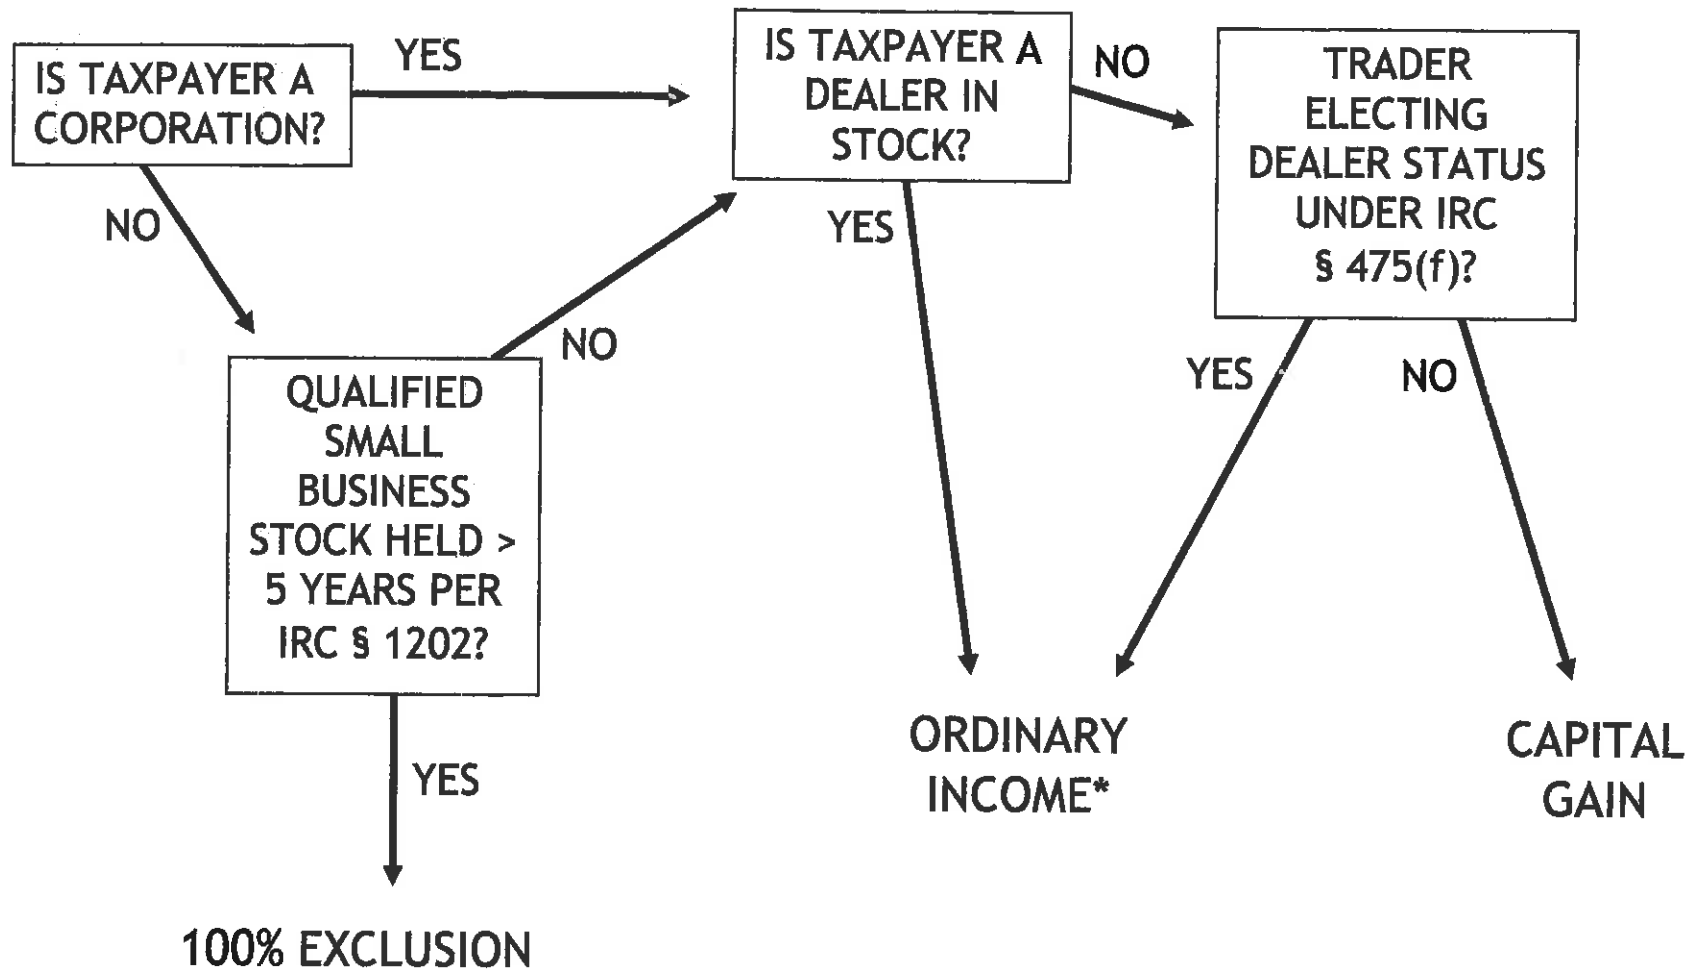 IS TAXPAYER A
CORPORATION?
YES
NO
IS TAXPAYER A
DEALER IN
STOCK?
NO
YES
TRADER
ELECTING
DEALER STATUS
UNDER IRC
§ 475(f)?
YES
NO
QUALIFIED
SMALL
BUSINESS
STOCK HELD >
5 YEARS PER
IRC § 1202?
NO
YES
ORDINARY
INCOME*
CAPITAL
GAIN
100% EXCLUSION